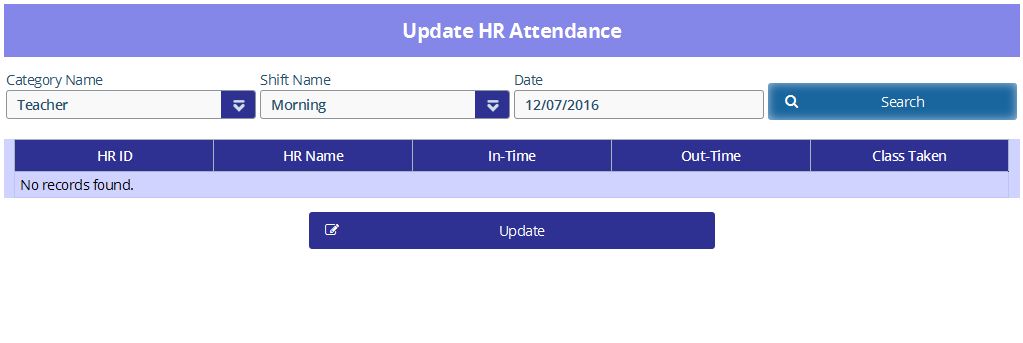 Update HR Attendance
Category Name Shift Name Date
Teacher Morning 12/07/2016 Search
HR ID HR Name In-Time Out-Time Class Taken
No records found.
Update